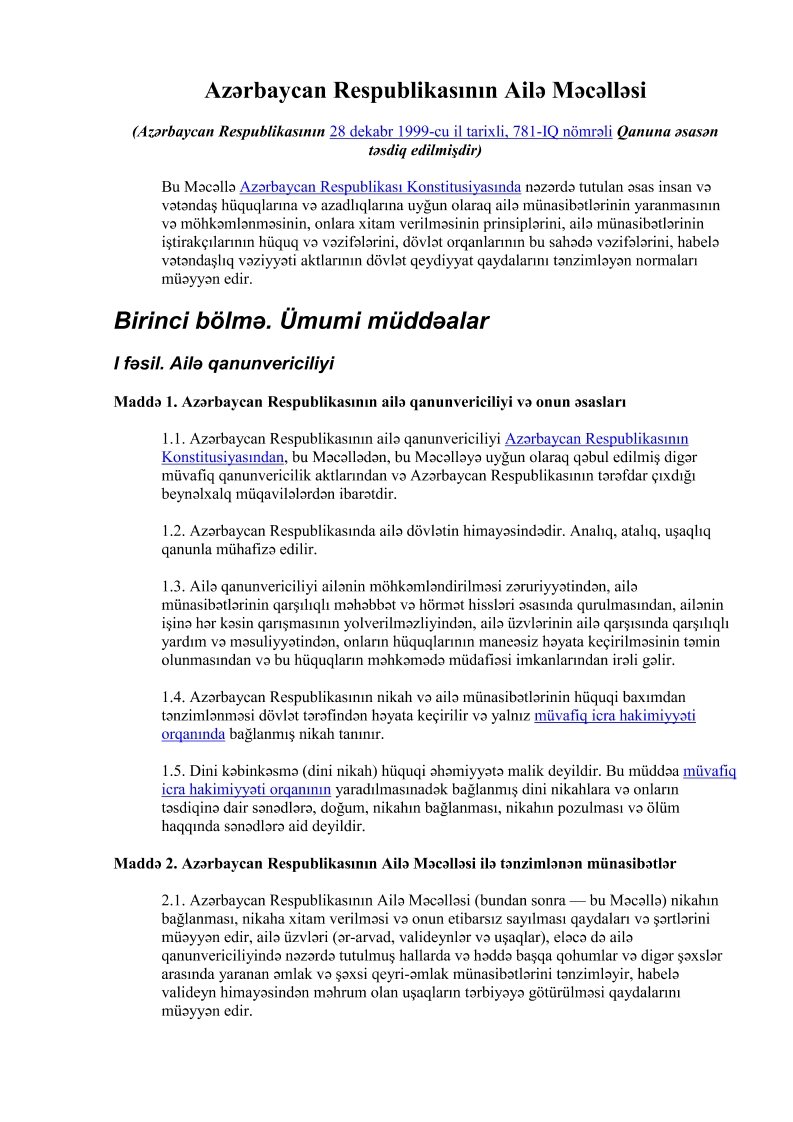 Azərbaycan Respublikasının Ailə Məcəlləsi
(Azərbaycan Respublikasının 28 dekabr 1999-cu il tarixli, 781-IQ nömrəli Qanuna əsasən
təsdiq edilmişdir)
Bu Məcəllə Azərbaycan Respublikası Konstitusiyasında nəzərdə tutulan əsas insan və
vətəndaş hüquqlarına və azadlıqlarına uyğun olaraq ailə münasibətlərinin yaranmasının
və möhkəmlənməsinin, onlara xitam verilməsinin prinsiplərini, ailə münasibətlərinin
iştirakçılarının hüquq və vəzifələrini, dövlət orqanlarının bu sahədə vəzifələrini, habelə
vətəndaşlıq vəziyyəti aktlarının dövlət qeydiyyat qaydalarını tənzimləyən normaları
müəyyən edir.
Birinci bölmə. Ümumi müddəalar
I fəsil. Ailə qanunvericiliyi
Maddə 1. Azərbaycan Respublikasının ailə qanunvericiliyi və onun əsasları
1.1. Azərbaycan Respublikasının ailə qanunvericiliyi Azərbaycan Respublikasının
Konstitusiyasından, bu Məcəllədən, bu Məcəlləyə uyğun olaraq qəbul edilmiş digər
müvafiq qanunvericilik aktlarından və Azərbaycan Respublikasının tərəfdar çıxdığı
beynəlxalq müqavilələrdən ibarətdir.
1.2. Azərbaycan Respublikasında ailə dövlətin himayəsindədir. Analıq, atalıq, uşaqlıq
qanunla mühafizə edilir.
1.3. Ailə qanunvericiliyi ailənin möhkəmləndirilməsi zəruriyyətindən, ailə
münasibətlərinin qarşılıqlı məhəbbət və hörmət hissləri əsasında qurulmasından, ailənin
işinə hər kəsin qarışmasının yolverilməzliyindən, ailə üzvlərinin ailə qarşısında qarşılıqlı
yardım və məsuliyyətindən, onların hüquqlarının maneəsiz həyata keçirilməsinin təmin
olunmasından və bu hüquqların məhkəmədə müdafiəsi imkanlarından irəli gəlir.
1.4. Azərbaycan Respublikasının nikah və ailə münasibətlərinin hüquqi baxımdan
tənzimlənməsi dövlət tərəfindən həyata keçirilir və yalnız müvafiq icra hakimiyyəti
orqanında bağlanmış nikah tanınır.
1.5. Dini kəbinkəsmə (dini nikah) hüquqi əhəmiyyətə malik deyildir. Bu müddəa müvafiq
icra hakimiyyəti orqanının yaradılmasınadək bağlanmış dini nikahlara və onların
təsdiqinə dair sənədlərə, doğum, nikahın bağlanması, nikahın pozulması və ölüm
haqqında sənədlərə aid deyildir.
Maddə 2. Azərbaycan Respublikasının Ailə Məcəlləsi ilə tənzimlənən münasibətlər
2.1. Azərbaycan Respublikasının Ailə Məcəlləsi (bundan sonra — bu Məcəllə) nikahın
bağlanması, nikaha xitam verilməsi və onun etibarsız sayılması qaydaları və şərtlərini
müəyyən edir, ailə üzvləri (ər-arvad, valideynlər və uşaqlar), eləcə də ailə
qanunvericiliyində nəzərdə tutulmuş hallarda və həddə başqa qohumlar və digər şəxslər
arasında yaranan əmlak və şəxsi qeyri-əmlak münasibətlərini tənzimləyir, habelə
valideyn himayəsindən məhrum olan uşaqların tərbiyəyə götürülməsi qaydalarını
müəyyən edir.